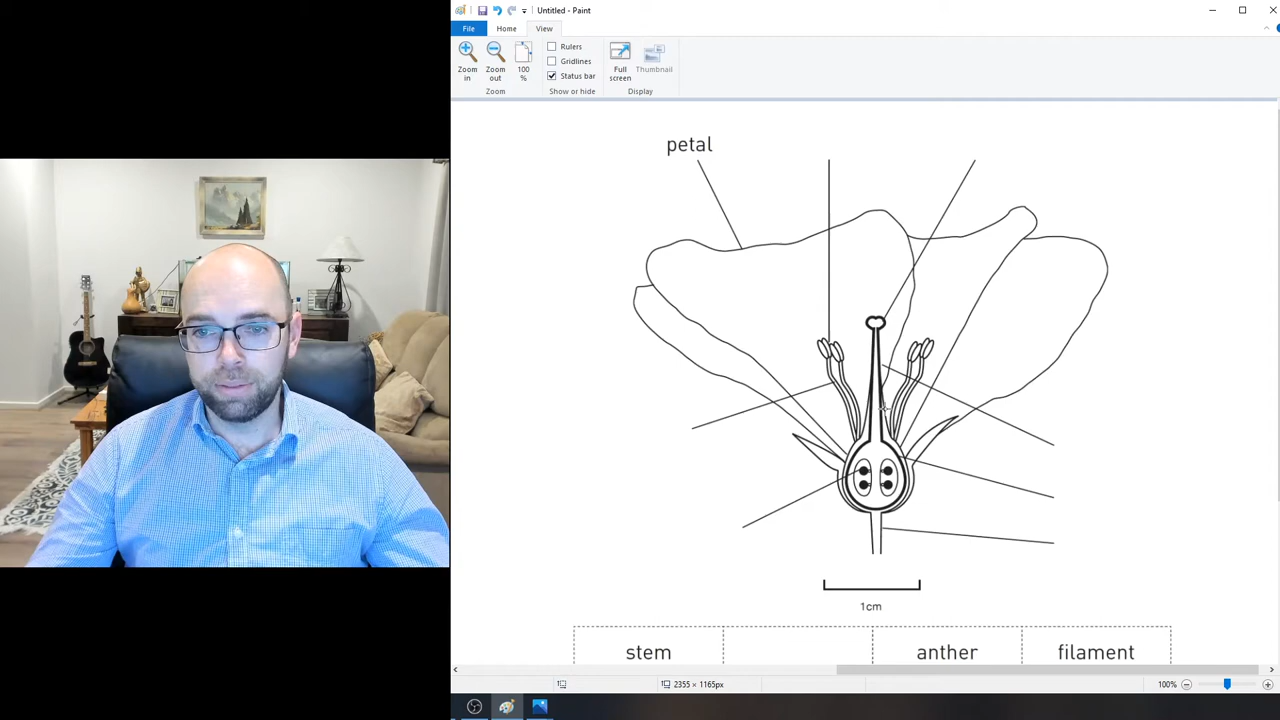 Untitled - Paint
File Home View
Zoom in
Zoom out
100 %
Rulers
Gridlines
Status bar
Full screen
Thumbnail
Zoom
Show or hide
Display
petal
1cm
stem anther filament
2355 × 1165px
100%